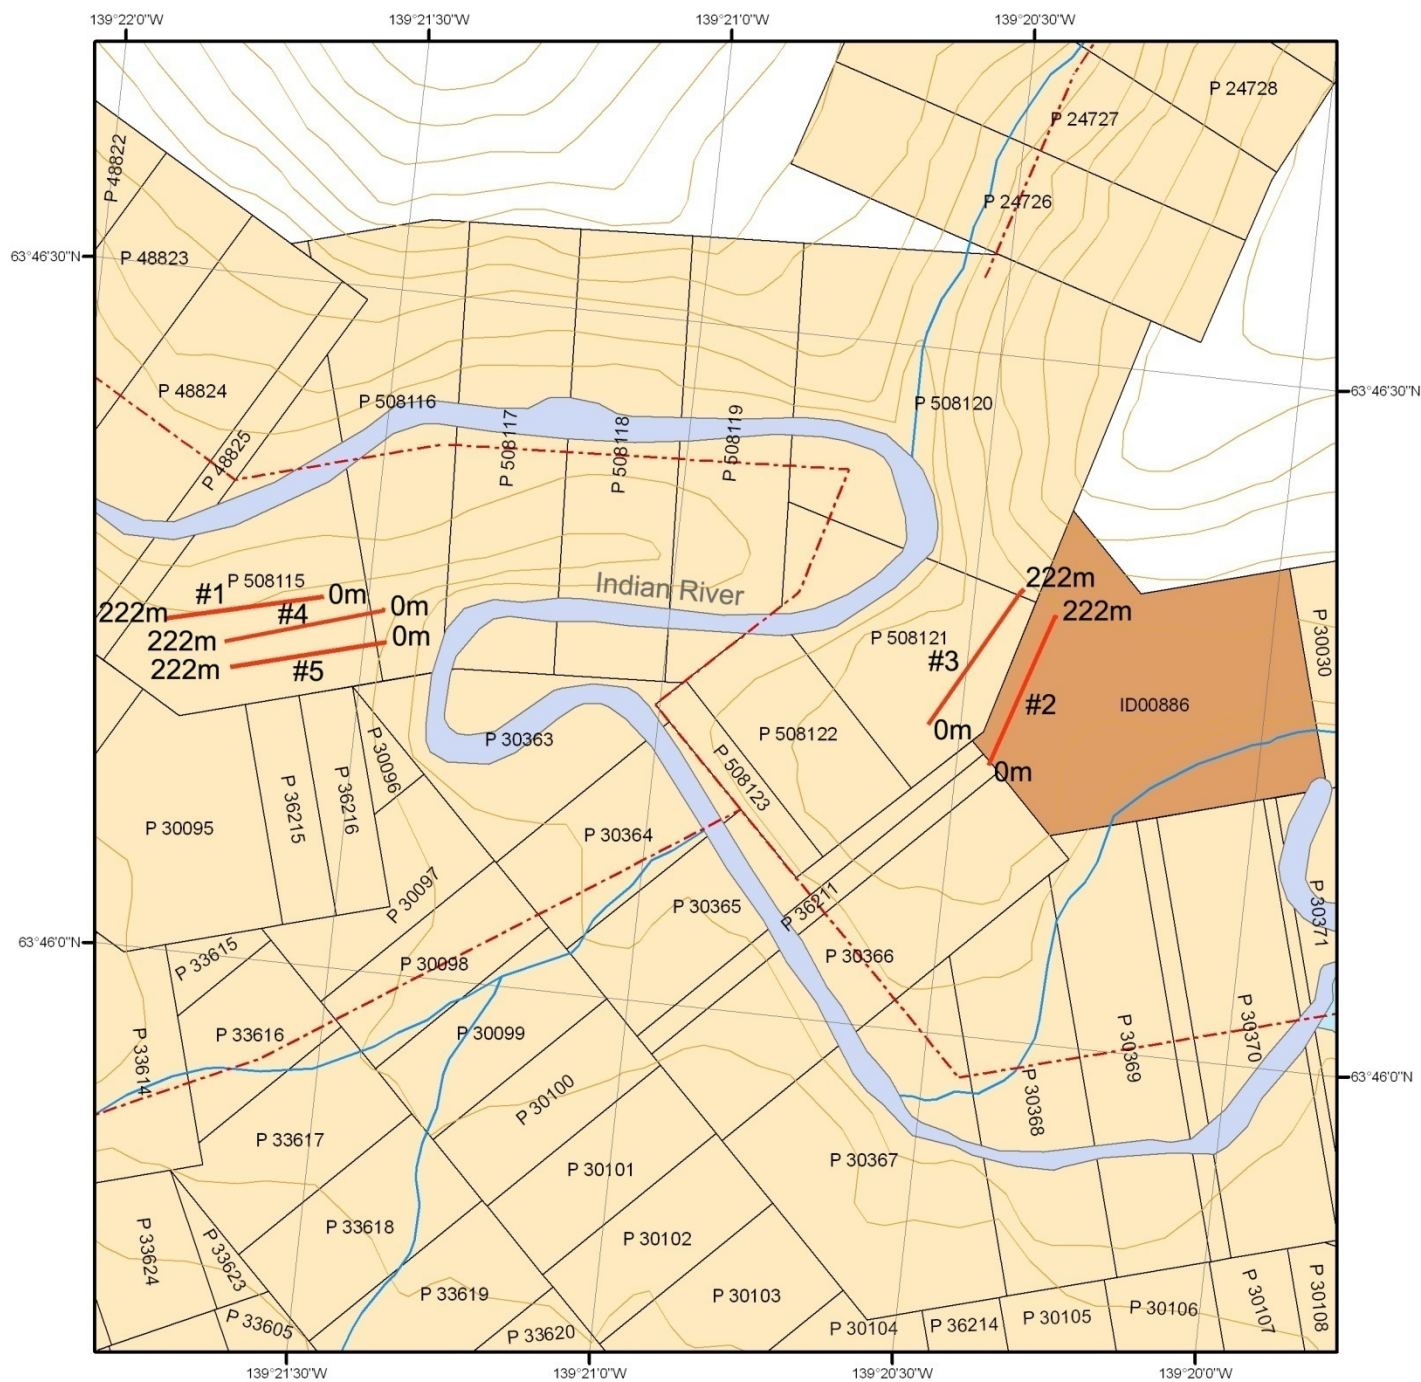 139°22'0"W
139°21'30"W
139°21'0"W
139°20'30"W
P 24728
P 24727
P 48822
P 24726
63°46'30"N
P 48823
P 48824
63°46'30"N
P 508116
P 508120
P 508117
P 508118
P 508119
P 48825
P 508115
#1
0m
222m
#4
0m
222m
0m
222m
#5
Indian River
222m
222m
P 508121
#3
P 30030
#2
ID00886
0m
0m
P 508122
P 30363
P 30096
P 508123
P 36215
P 36216
P 30095
P 30364
P 30097
P 30365
P 36211
P 30371
63°46'0"N
P 33615
P 30098
P 30366
P 33616
P 30099
P 30370
P 30369
P 33614
P 30100
P 30368
63°46'0"N
P 33617
P 30101
P 30367
P 33618
P 30102
P 33624
P 33623
P 33619
P 30103
P 33605
P 33620
P 30104
P 36214
P 30105
P 30106
P 30107
P 30108
139°21'30"W
139°21'0"W
139°20'30"W
139°20'0"W